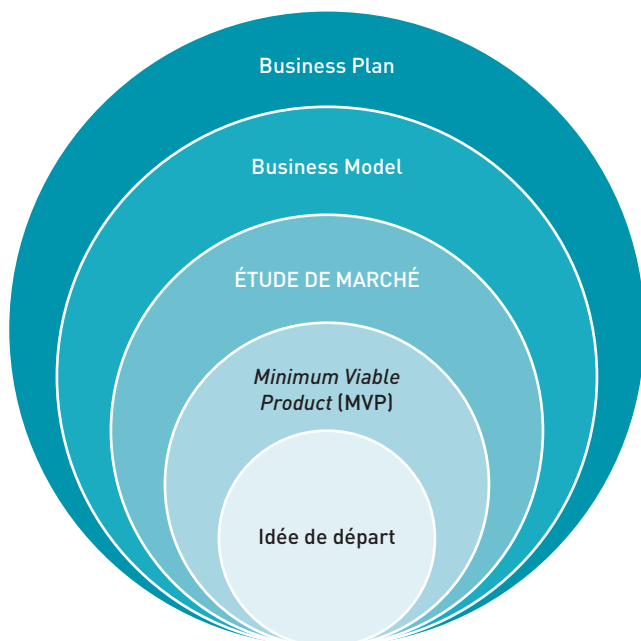 Business Plan
Business Model
ÉTUDE DE MARCHÉ
Minimum Viable
Product (MVP)
Idée de départ